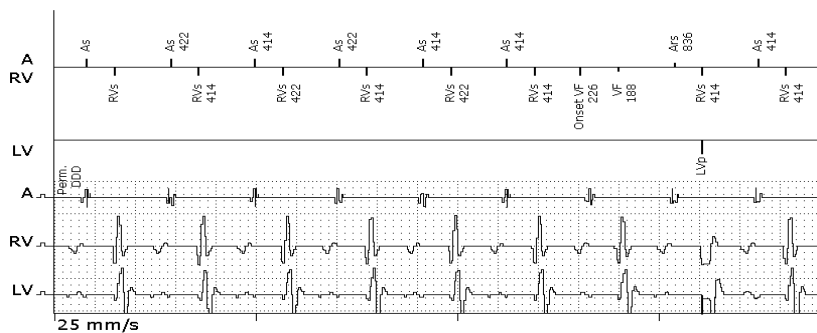 As
As 422
As 414
As 422
As 414
As 414
Ars 836
As 414
A
RV
RVs
RVs 414
RVs 422
RVs 414
RVs 422
RVs 414
Onset VF 226
VF 188
RVs 414
RVs 414
LV
LVp
Perm.
DDD
A
RV
LV
25 mm/s